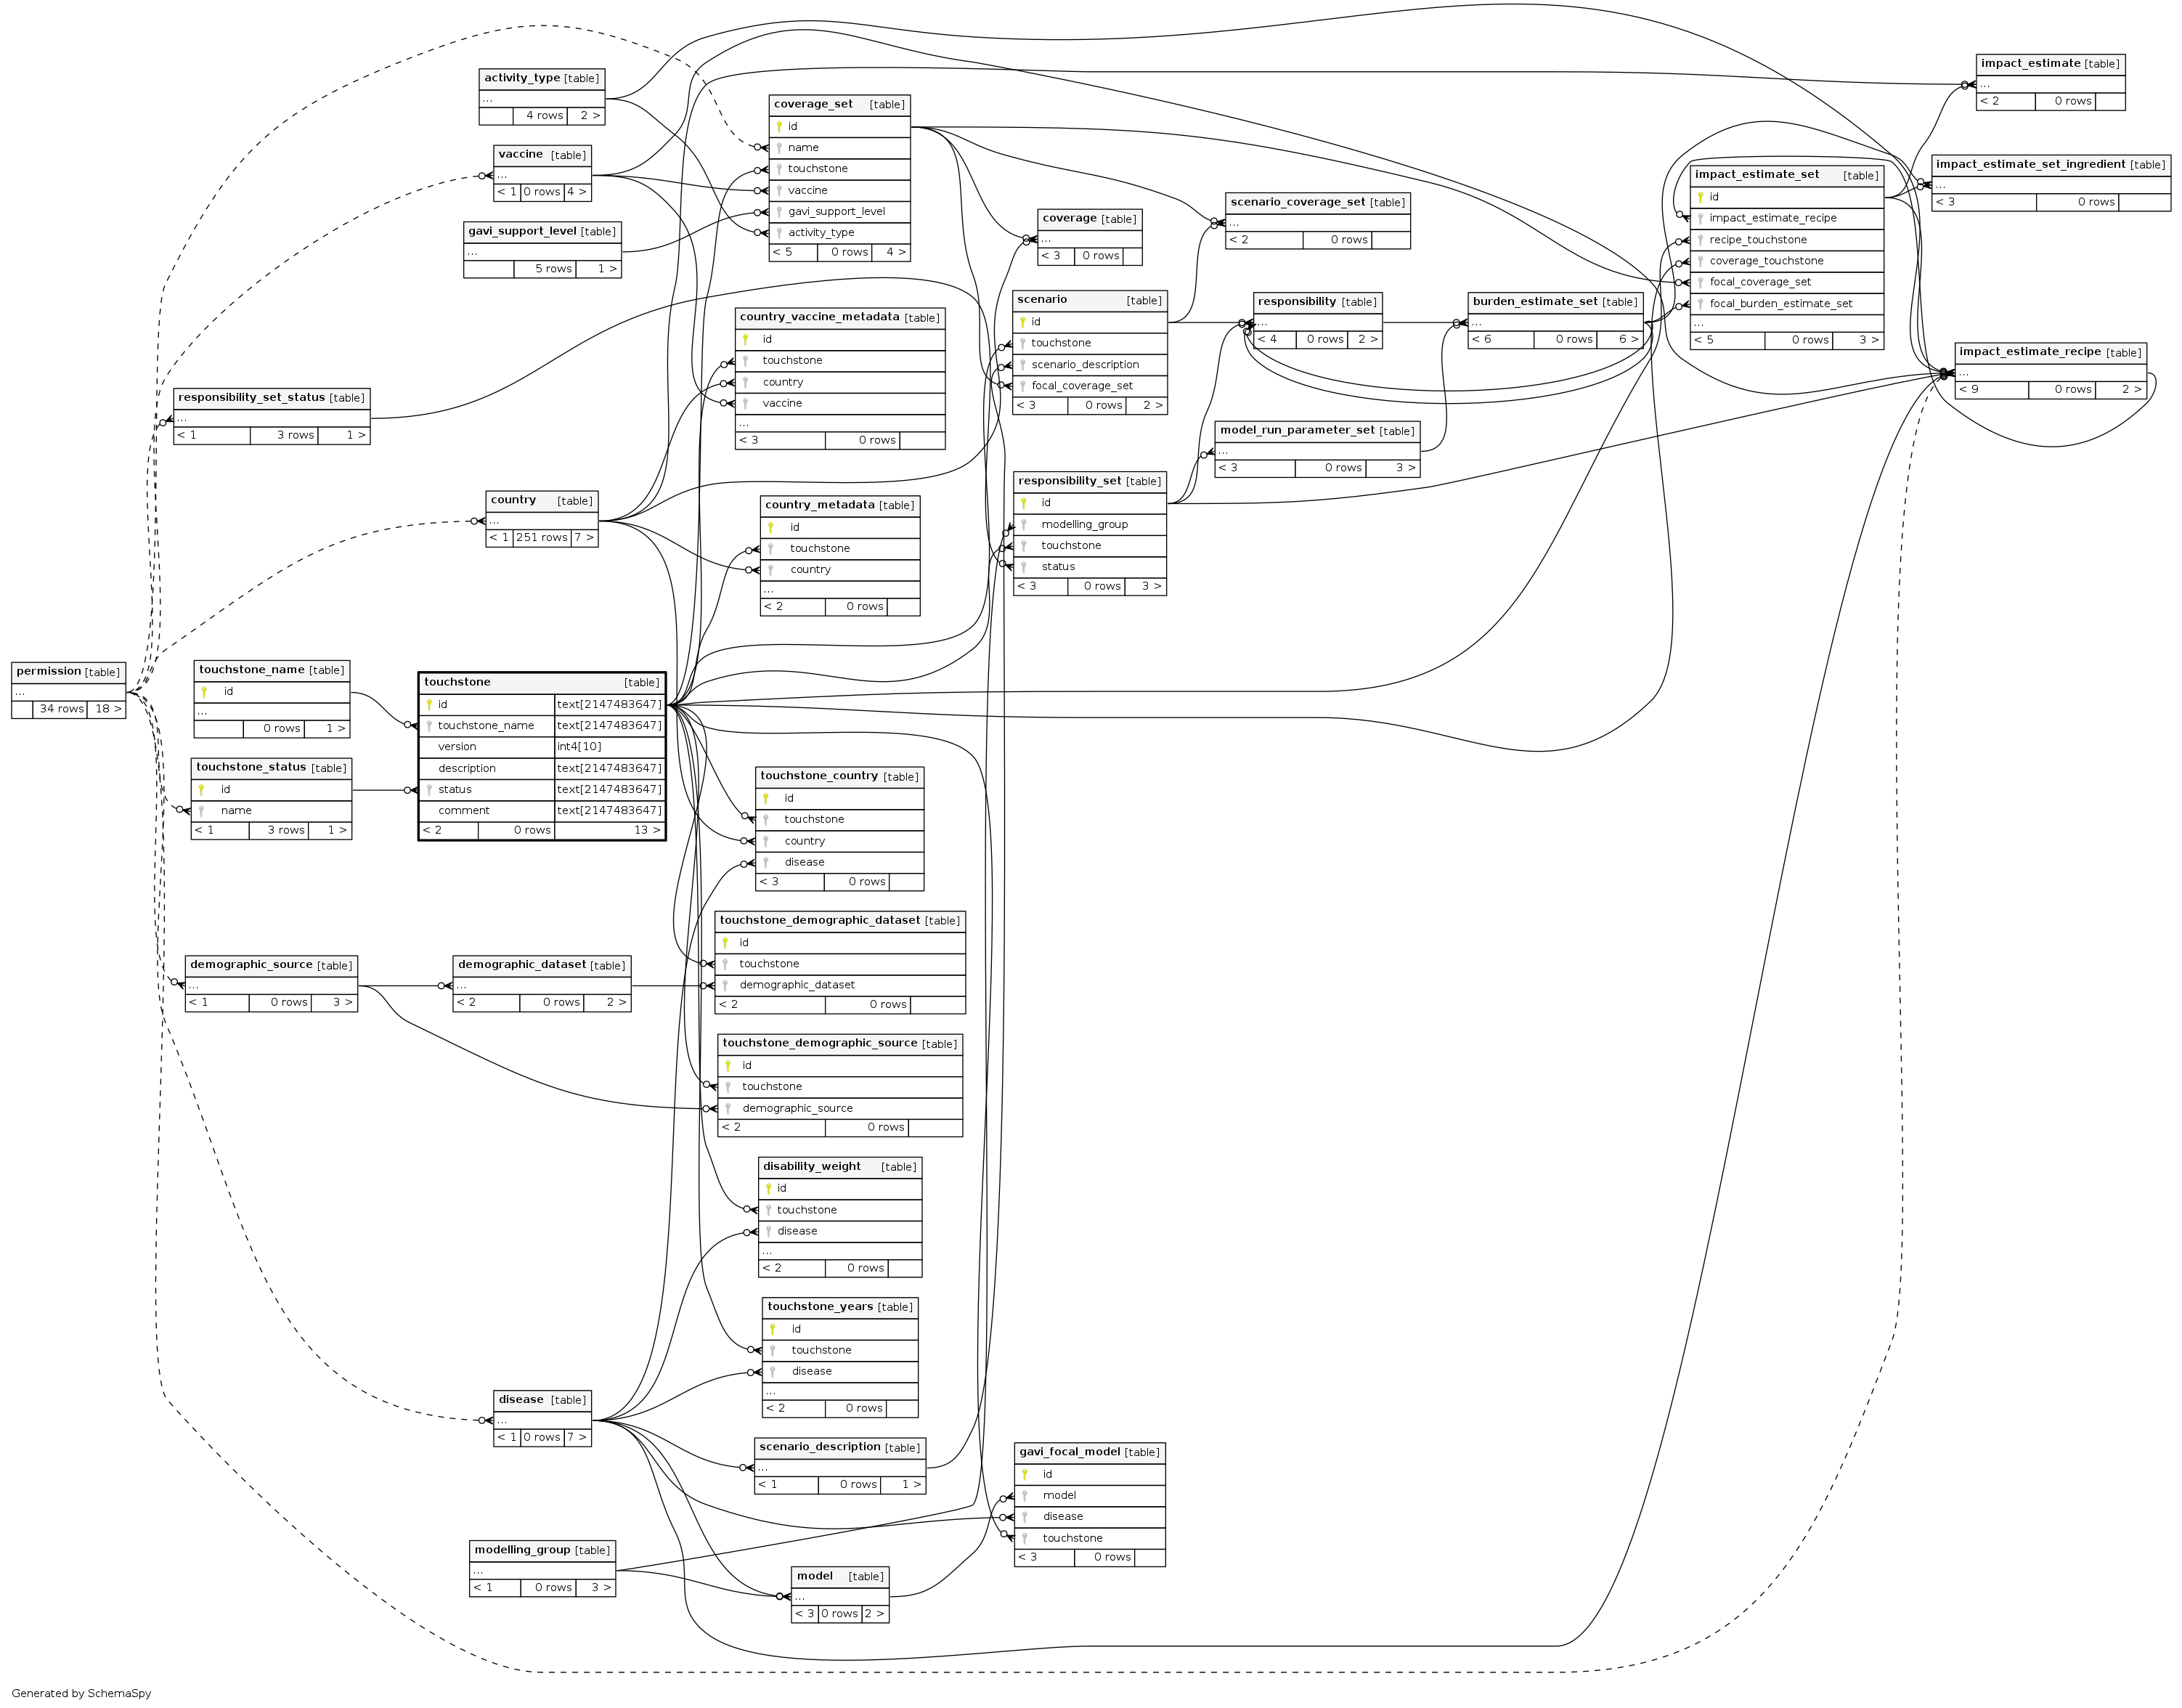 activity_type [table]
...
4 rows 2 >
vaccine [table]
...
< 1 0 rows 4 >
gavi_support_level [table]
...
5 rows 1 >
coverage_set [table]
id
name
touchstone
vaccine
gavi_support_level
activity_type
< 5 0 rows 4 >
impact_estimate [table]
...
< 2 0 rows
impact_estimate_set_ingredient [table]
...
< 3 0 rows
impact_estimate_set [table]
id
impact_estimate_recipe
recipe_touchstone
coverage_touchstone
focal_coverage_set
focal_burden_estimate_set
...
< 5 0 rows 3 >
scenario_coverage_set [table]
...
< 2 0 rows
coverage [table]
...
< 3 0 rows
scenario [table]
id
touchstone
scenario_description
focal_coverage_set
< 3 0 rows 2 >
responsibility [table]
...
< 4 0 rows 2 >
burden_estimate_set [table]
...
< 6 0 rows 6 >
impact_estimate_recipe [table]
...
< 9 0 rows 2 >
country_vaccine_metadata [table]
id
touchstone
country
vaccine
...
< 3 0 rows
responsibility_set_status [table]
...
< 1 3 rows 1 >
model_run_parameter_set [table]
...
< 3 0 rows 3 >
responsibility_set [table]
id
modelling_group
touchstone
status
< 3 0 rows 3 >
country [table]
...
< 1 251 rows 7 >
country_metadata [table]
id
touchstone
country
...
< 2 0 rows
permission [table]
...
34 rows 18 >
touchstone_name [table]
id
...
0 rows 1 >
touchstone_status [table]
id
name
< 1 3 rows 1 >
touchstone [table]
id text[2147483647]
touchstone_name text[2147483647]
version int4[10]
description text[2147483647]
status text[2147483647]
comment text[2147483647]
< 2 0 rows 13 >
touchstone_country [table]
id
touchstone
country
disease
< 3 0 rows
touchstone_demographic_dataset [table]
id
touchstone
demographic_dataset
< 2 0 rows
demographic_source [table]
...
< 1 0 rows 3 >
demographic_dataset [table]
...
< 2 0 rows 2 >
touchstone_demographic_source [table]
id
touchstone
demographic_source
< 2 0 rows
disability_weight [table]
id
touchstone
disease
...
< 2 0 rows
touchstone_years [table]
id
touchstone
disease
...
< 2 0 rows
disease [table]
...
< 1 0 rows 7 >
scenario_description [table]
...
< 1 0 rows 1 >
gavi_focal_model [table]
id
model
disease
touchstone
< 3 0 rows
modelling_group [table]
...
< 1 0 rows 3 >
model [table]
...
< 3 0 rows 2 >
Generated by SchemaSpy